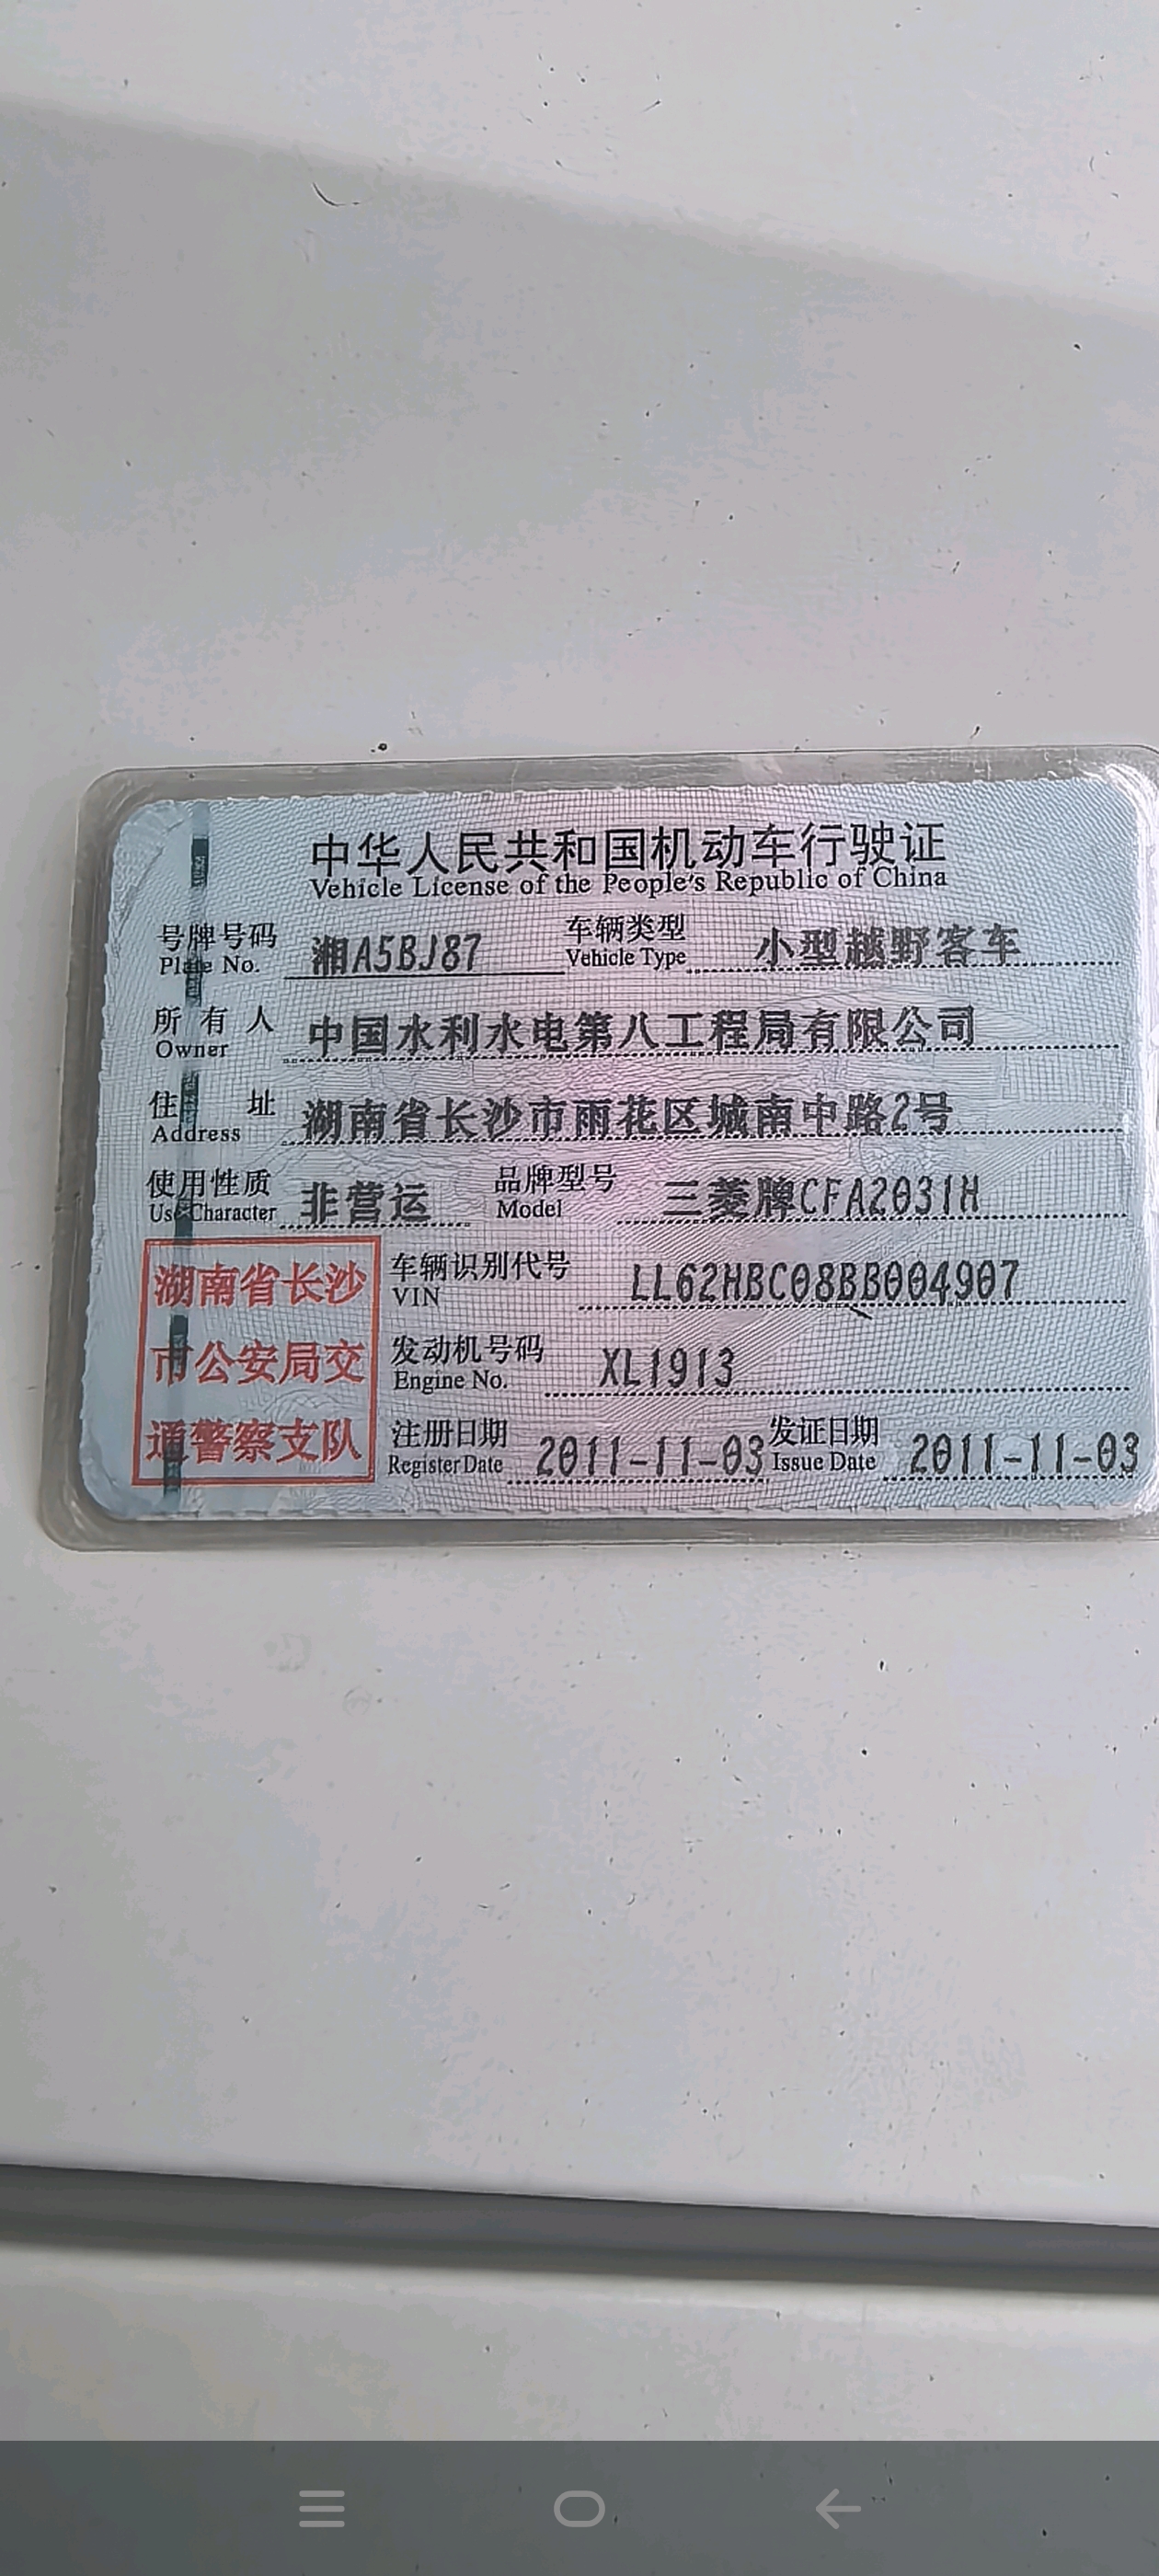 中华人民共和国机动车行驶证
Vehicle License of the People's Republic of China
号牌号码 湘A5BJ87 车辆类型 小型越野客车
Plate No. Vehicle Type
所有人 中国水利水电第八工程局有限公司
Owner
住址 湖南省长沙市雨花区城南中路2号
Address
使用性质 非营运 品牌型号 三菱牌CFA2031H
Use Character Model
湖南省长沙
市公安局交
通警察支队
车辆识别代号 LL62HBC08BB004907
VIN
发动机号码 XL1913
Engine No.
注册日期 2011-11-03 发证日期 2011-11-03
Register Date Issue Date